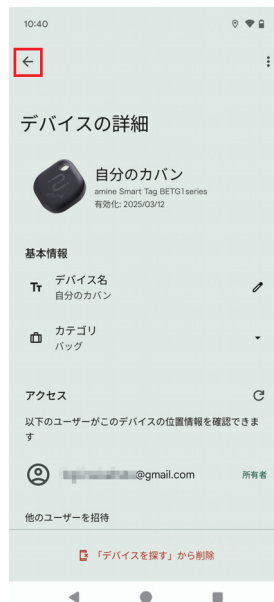 10:40
デバイスの詳細
自分のカバン
amine Smart Tag BETG1series
有効化: 2025/03/12
基本情報
Tт
デバイス名
自分のカバン
カテゴリ
バッグ
アクセス
以下のユーザーがこのデバイスの位置情報を確認できま
す
@gmail.com
所有者
他のユーザーを招待
「デバイスを探す」から削除